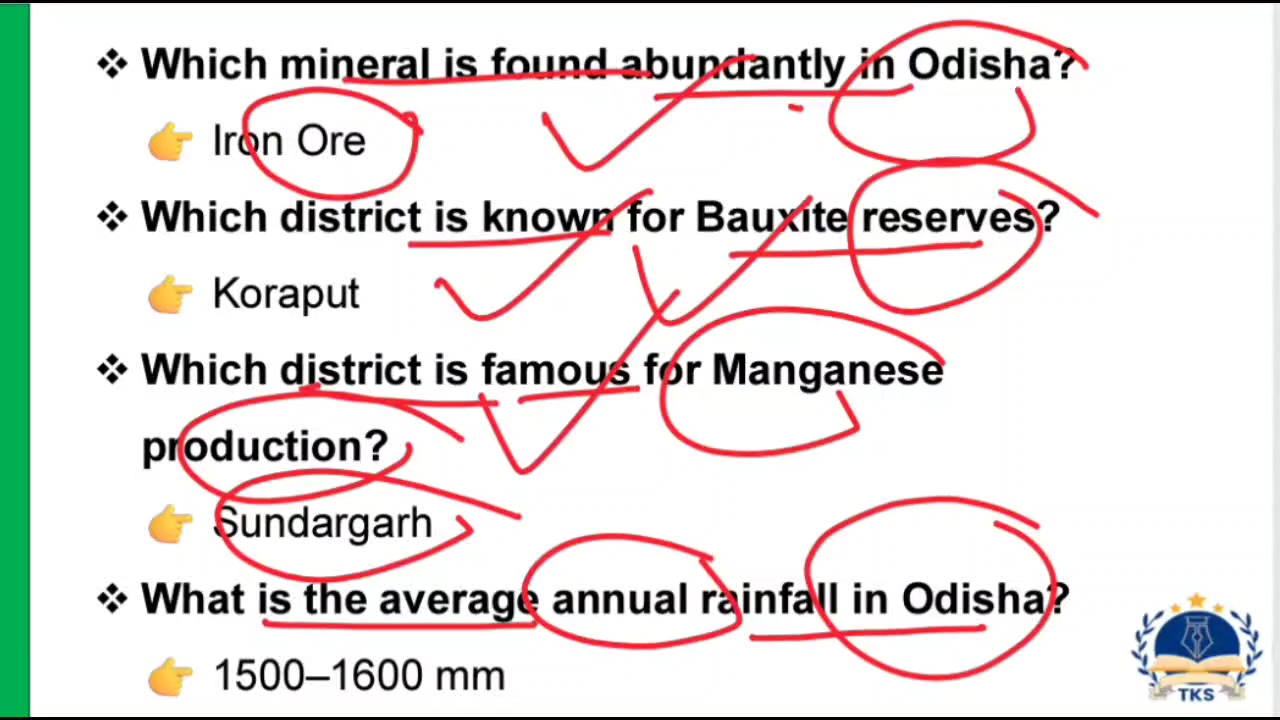 ❖ Which mineral is found abundantly in Odisha?
👉 Iron Ore
❖ Which district is known for Bauxite reserves?
👉 Koraput
❖ Which district is famous for Manganese
production?
👉 Sundargarh
❖ What is the average annual rainfall in Odisha?
👉 1500–1600 mm
TKS